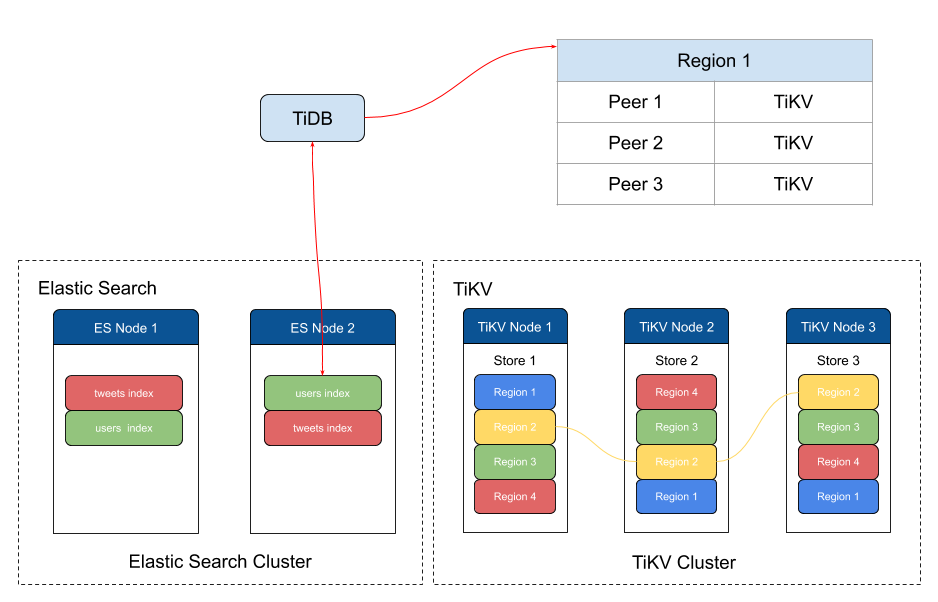 Region 1
Peer 1 TiKV
TiDB
Peer 2 TiKV
Peer 3 TiKV
Elastic Search
ES Node 1
tweets index
users index
ES Node 2
users index
tweets index
Elastic Search Cluster
TiKV
TiKV Node 1
Store 1
Region 1
Region 2
Region 3
Region 4
TiKV Node 2
Store 2
Region 4
Region 3
Region 2
Region 1
TiKV Node 3
Store 3
Region 2
Region 3
Region 4
Region 1
TiKV Cluster